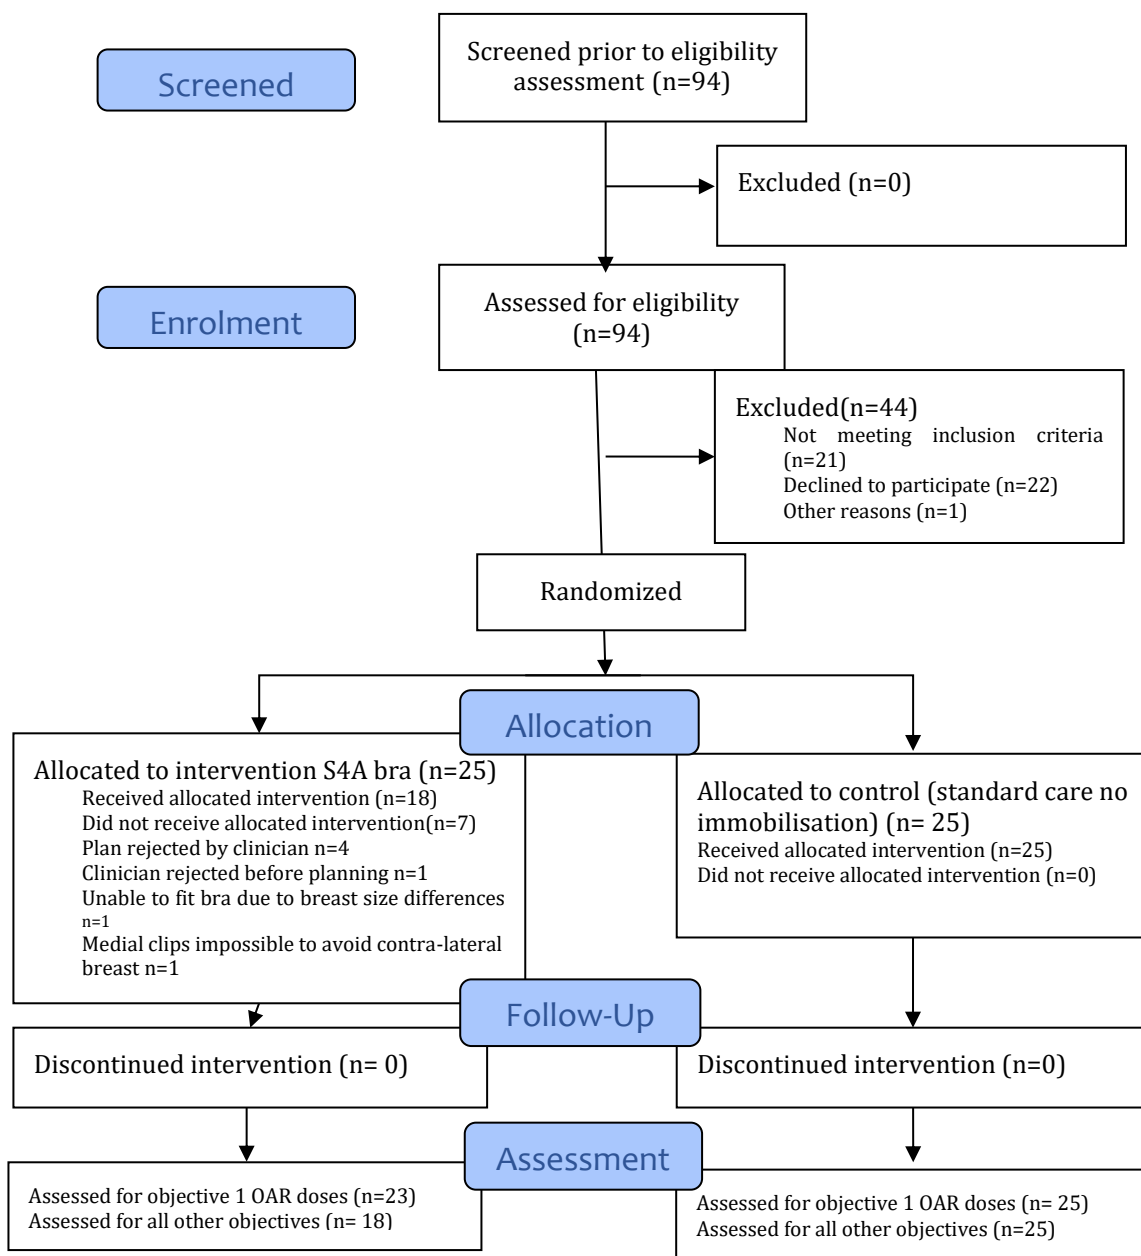 Screened
Screened prior to eligibility
assessment (n=94)
Excluded (n=0)
Enrolment
Assessed for eligibility
(n=94)
Excluded(n=44)
Not meeting inclusion criteria
(n=21)
Declined to participate (n=22)
Other reasons (n=1)
Randomized
Allocation
Allocated to intervention S4A bra (n=25)
Received allocated intervention (n=18)
Did not receive allocated intervention(n=7)
Plan rejected by clinician n=4
Clinician rejected before planning n=1
Unable to fit bra due to breast size differences
n=1
Medial clips impossible to avoid contra-lateral
breast n=1
Allocated to control (standard care no
immobilisation) (n= 25)
Received allocated intervention (n=25)
Did not receive allocated intervention (n=0)
Follow-Up
Discontinued intervention (n= 0)
Discontinued intervention (n=0)
Assessment
Assessed for objective 1 OAR doses (n=23)
Assessed for all other objectives (n= 18)
Assessed for objective 1 OAR doses (n= 25)
Assessed for all other objectives (n=25)